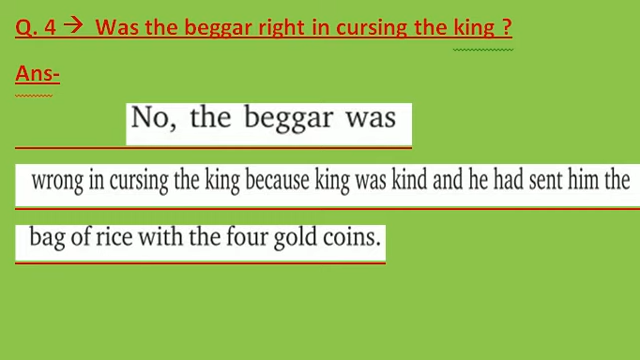 Q. 4 → Was the beggar right in cursing the king ?
Ans-
No, the beggar was
wrong in cursing the king because king was kind and he had sent him the
bag of rice with the four gold coins.